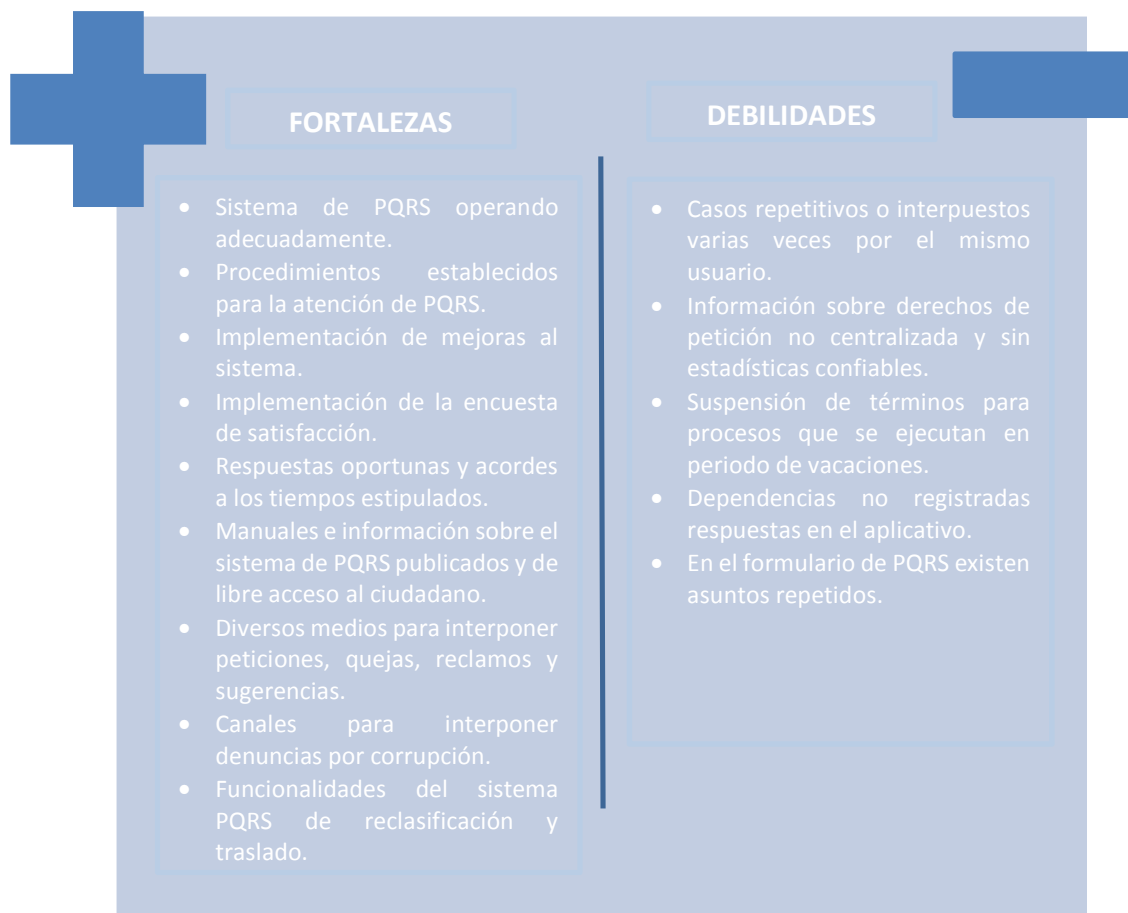 FORTALEZAS
• Sistema de PQRS operando
adecuadamente.
• Procedimientos establecidos
para la atención de PQRS.
• Implementación de mejoras al
sistema.
• Implementación de la encuesta
de satisfacción.
• Respuestas oportunas y acordes
a los tiempos estipulados.
• Manuales e información sobre el
sistema de PQRS publicados y de
libre acceso al ciudadano.
• Diversos medios para interponer
peticiones, quejas, reclamos y
sugerencias.
• Canales para interponer
denuncias por corrupción.
• Funcionalidades del sistema
PQRS de reclasificación y
traslado.
DEBILIDADES
• Casos repetitivos o interpuestos
varias veces por el mismo
usuario.
• Información sobre derechos de
petición no centralizada y sin
estadísticas confiables.
• Suspensión de términos para
procesos que se ejecutan en
periodo de vacaciones.
• Dependencias no registradas
respuestas en el aplicativo.
• En el formulario de PQRS existen
asuntos repetidos.